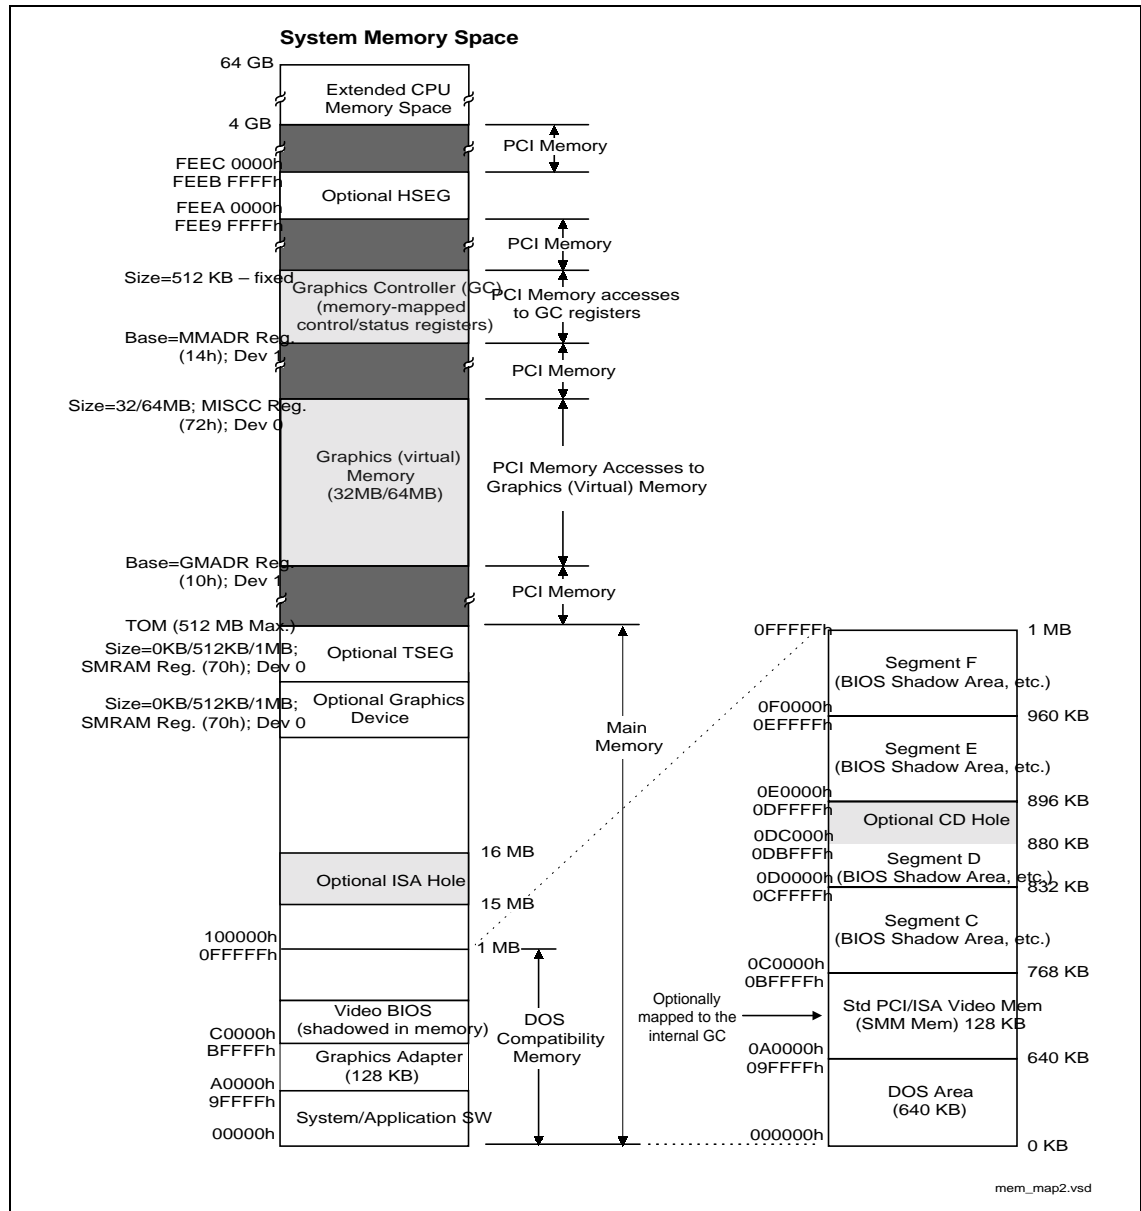 System Memory Space
64 GB
Extended CPU
Memory Space
4 GB
PCI Memory
FEEC 0000h
FEEB FFFFh
Optional HSEG
FEEA 0000h
FEE9 FFFFh
PCI Memory
Size=512 KB – fixed
Graphics Controller (GC)
(memory-mapped
control/status registers)
PCI Memory accesses
to GC registers
Base=MMADR Reg.
(14h); Dev 1
PCI Memory
Size=32/64MB; MISCC Reg.
(72h); Dev 0
Graphics (virtual)
Memory
(32MB/64MB)
PCI Memory Accesses to
Graphics (Virtual) Memory
Base=GMADR Reg.
(10h); Dev 1
PCI Memory
TOM (512 MB Max.)
Size=0KB/512KB/1MB;
SMRAM Reg. (70h); Dev 0
Optional TSEG
Size=0KB/512KB/1MB;
SMRAM Reg. (70h); Dev 0
Optional Graphics
Device
Main
Memory
16 MB
Optional ISA Hole
15 MB
100000h
0FFFFFh
1 MB
Video BIOS
(shadowed in memory)
DOS
Compatibility
Memory
C0000h
BFFFFh
Graphics Adapter
(128 KB)
A0000h
9FFFFh
System/Application SW
00000h
0FFFFFh
1 MB
Segment F
(BIOS Shadow Area, etc.)
0F0000h
0EFFFFh
960 KB
Segment E
(BIOS Shadow Area, etc.)
0E0000h
0DFFFFh
896 KB
Optional CD Hole
0DC000h
0DBFFFh
880 KB
Segment D
(BIOS Shadow Area, etc.)
0D0000h
0CFFFFh
832 KB
Segment C
(BIOS Shadow Area, etc.)
0C0000h
0BFFFFh
768 KB
Optionally
mapped to the
internal GC
Std PCI/ISA Video Mem
(SMM Mem) 128 KB
0A0000h
09FFFFh
640 KB
DOS Area
(640 KB)
000000h
0 KB
mem_map2.vsd